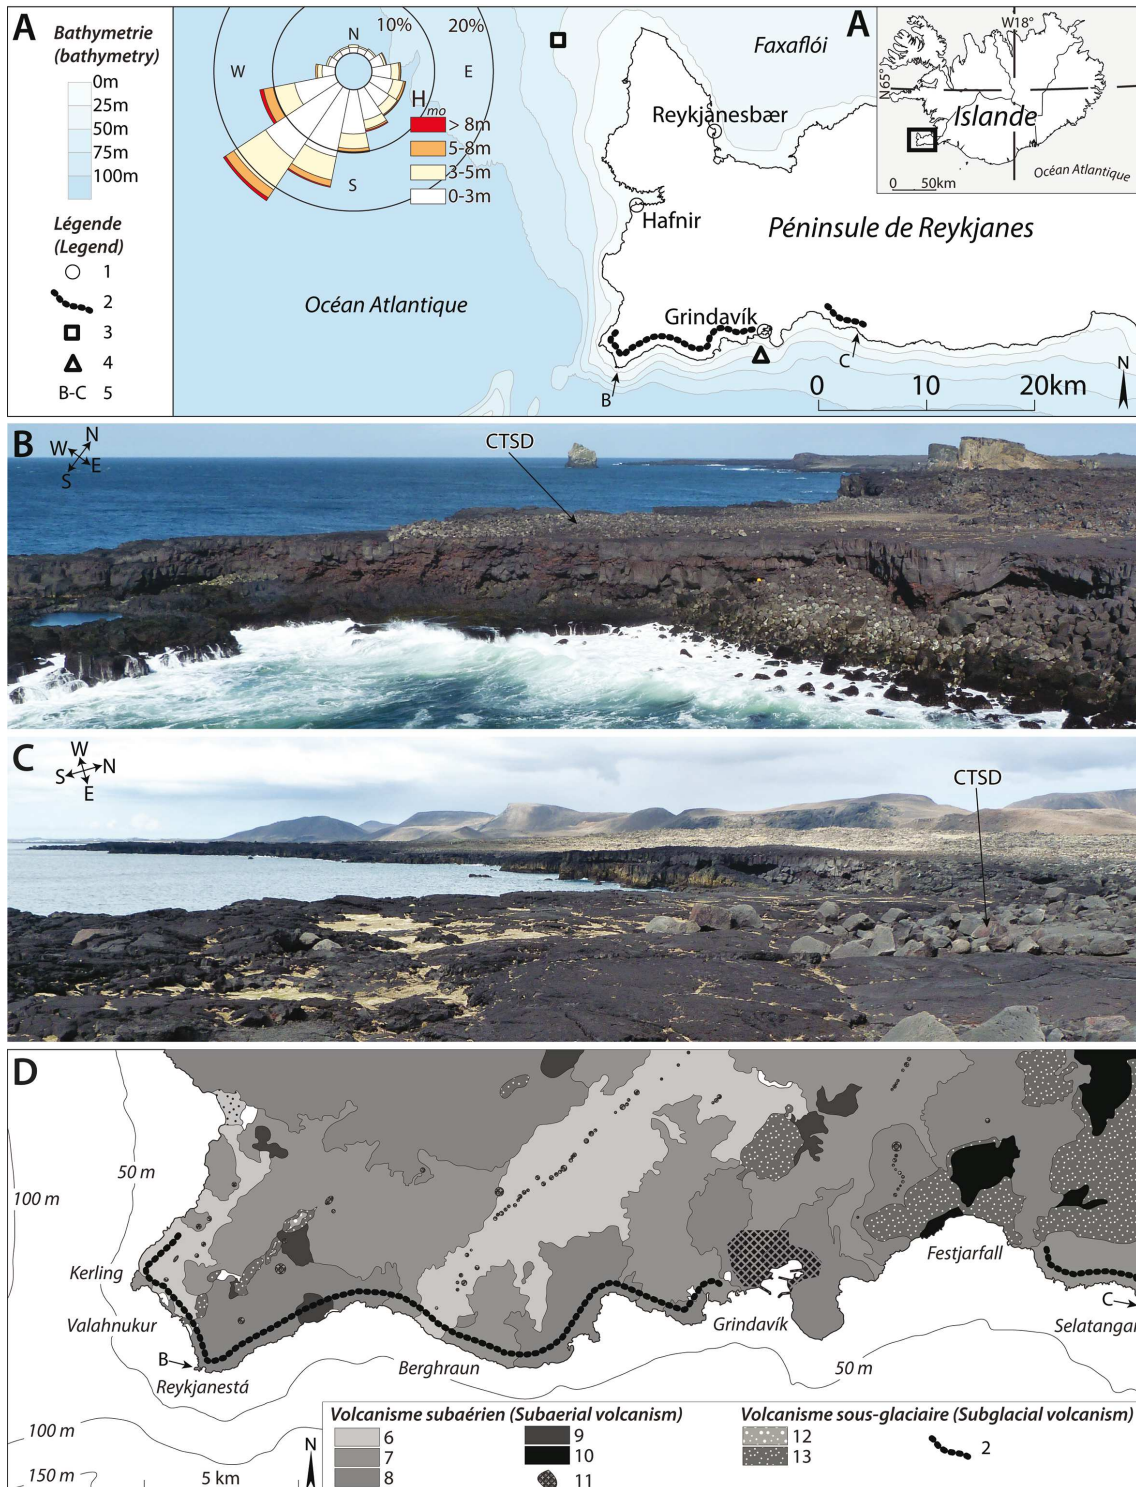 A
Bathymetrie
(bathymetry)
0m
25m
50m
75m
100m
Légende
(Legend)
1
2
3
4
B-C 5
10%
20%
N
W
E
S
Hmo
> 8m
5-8m
3-5m
0-3m
Océan Atlantique
Faxaflói
Reykjanesbær
Hafnir
Péninsule de Reykjanes
Grindavík
B
C
0 10 20km
N
A
W18°
N65°
Islande
Océan Atlantique
0 50km
B
N
W
E
S
CTSD
C
W
N
S
E
CTSD
D
50 m
100 m
Kerling
Valahnukur
B
Reykjanestá
Berghraun
Grindavík
Festjarfall
C
Selatangar
50 m
100 m
150 m
5 km
N
Volcanisme subaérien (Subaerial volcanism)
6
7
8
9
10
11
Volcanisme sous-glaciaire (Subglacial volcanism)
12
13
2